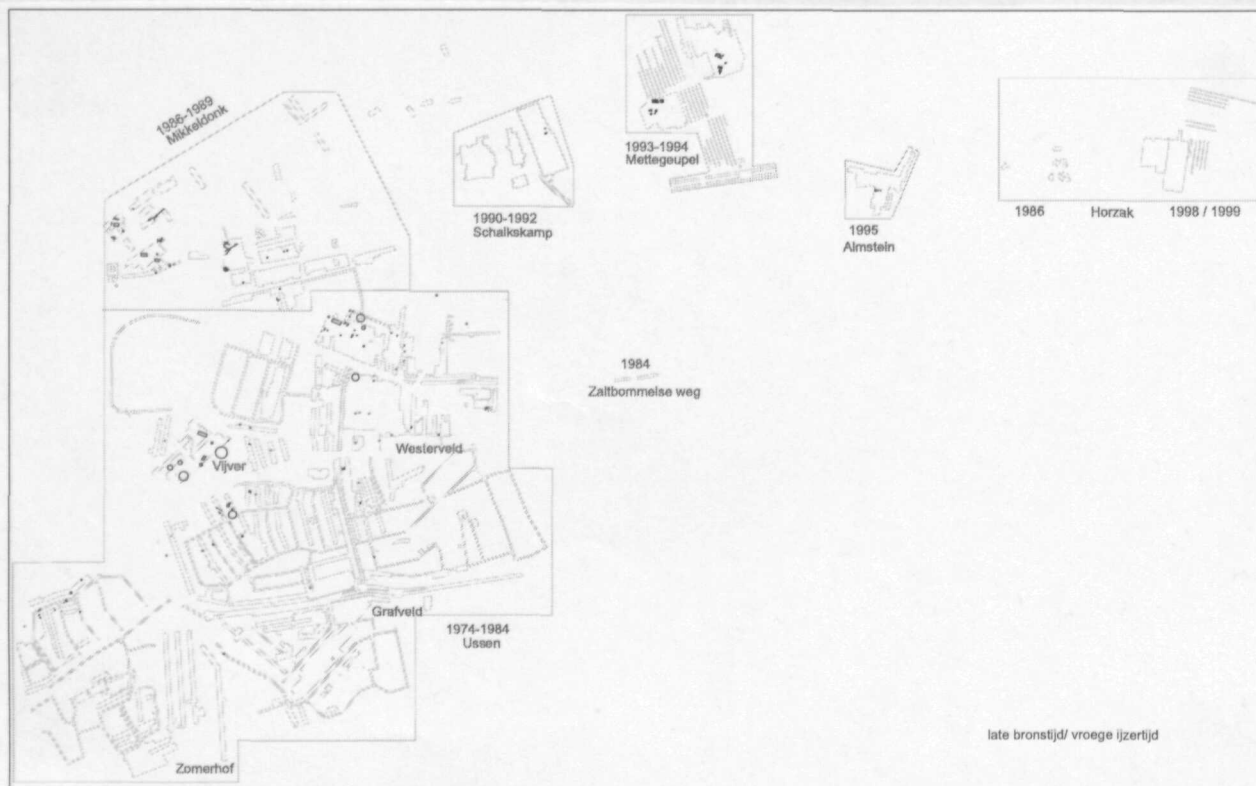 1986-1989
Mikkeldonk
1990-1992
Schalkskamp
1993-1994
Mettegeupel
1995
Almstein
1986 Horzak 1998 / 1999
1984
Zaltbommelse weg
Westerveld
Vijver
Grafveld
1974-1984
Ussen
Zomerhof
late bronstijd/ vroege ijzertijd